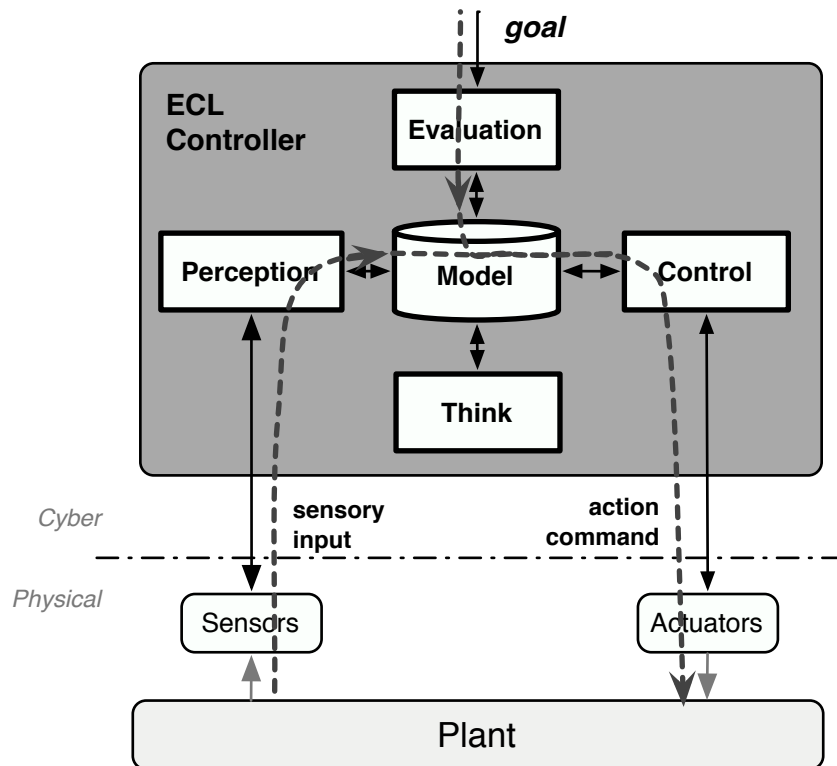 goal
ECL
Controller
Evaluation
Perception
Model
Control
Think
sensory
input
action
command
Cyber
Physical
Sensors
Actuators
Plant